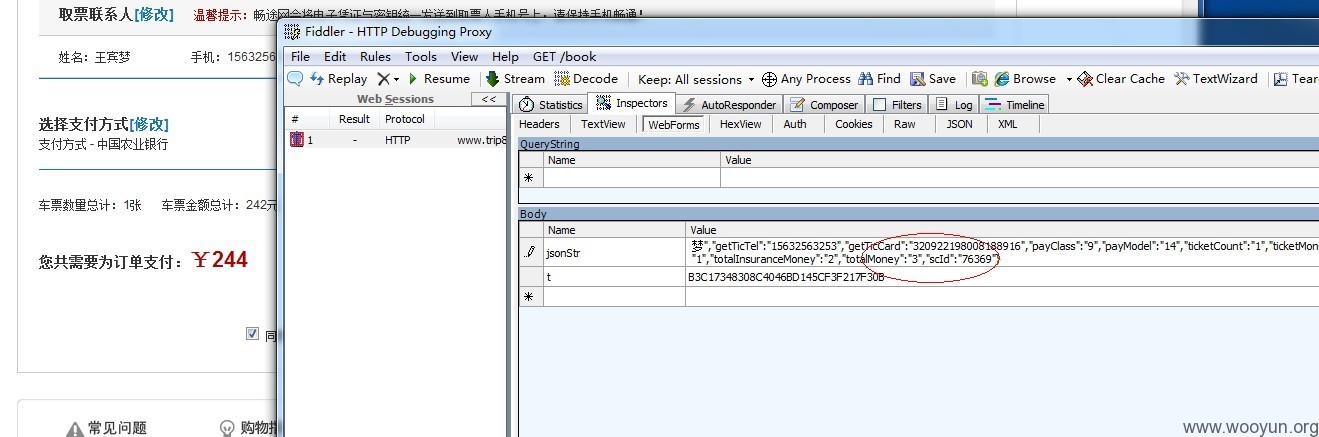 取票联系人[修改] 温馨提示：畅途网会将电子凭证与密短统一发送到取票人手机号上，请保持手机畅通！
姓名：王宾梦 手机：1563256
选择支付方式[修改]
支付方式 - 中国农业银行
车票数量总计：1张 车票金额总计：242元
您共需要为订单支付：￥244
同
常见问题 购物指
Fiddler - HTTP Debugging Proxy
File Edit Rules Tools View Help GET /book
Replay Resume Stream Decode Keep: All sessions Any Process Find Save Browse Clear Cache TextWizard Tear
Web Sessions <<
# Result Protocol
1 - HTTP www.trip8
Statistics Inspectors AutoResponder Composer Filters Log Timeline
Headers TextView WebForms HexView Auth Cookies Raw JSON XML
QueryString
Name Value
Body
Name Value
jsonStr 梦","getTicTel":"15632563253","getTicCard":"320922198008188916","payClass":"9","payModel":"14","ticketCount":"1","ticketMon
"1","totalInsuranceMoney":"2","totalMoney":"3","scId":"76369"}
t B3C17348308C4046BD145CF3F217F30B
www.wooyun.org